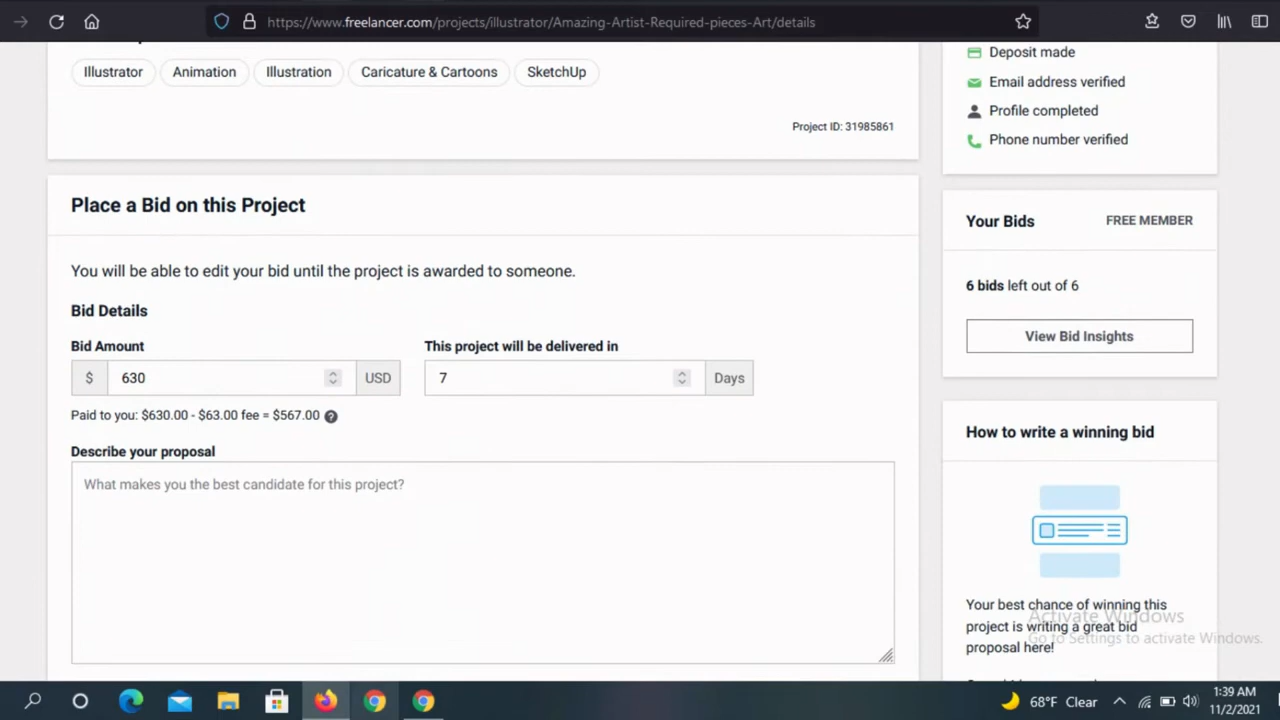 https://www.freelancer.com/projects/illustrator/Amazing-Artist-Required-pieces-Art/details
Illustrator
Animation
Illustration
Caricature & Cartoons
SketchUp
Project ID: 31985861
Deposit made
Email address verified
Profile completed
Phone number verified
Place a Bid on this Project
You will be able to edit your bid until the project is awarded to someone.
Bid Details
Bid Amount
This project will be delivered in
$ 630 USD
7 Days
Paid to you: $630.00 - $63.00 fee = $567.00
Describe your proposal
What makes you the best candidate for this project?
Your Bids
FREE MEMBER
6 bids left out of 6
View Bid Insights
How to write a winning bid
Your best chance of winning this
project is writing a great bid
proposal here!
Activate Windows
Go to Settings to activate Windows.
68°F Clear
1:39 AM
11/2/2021